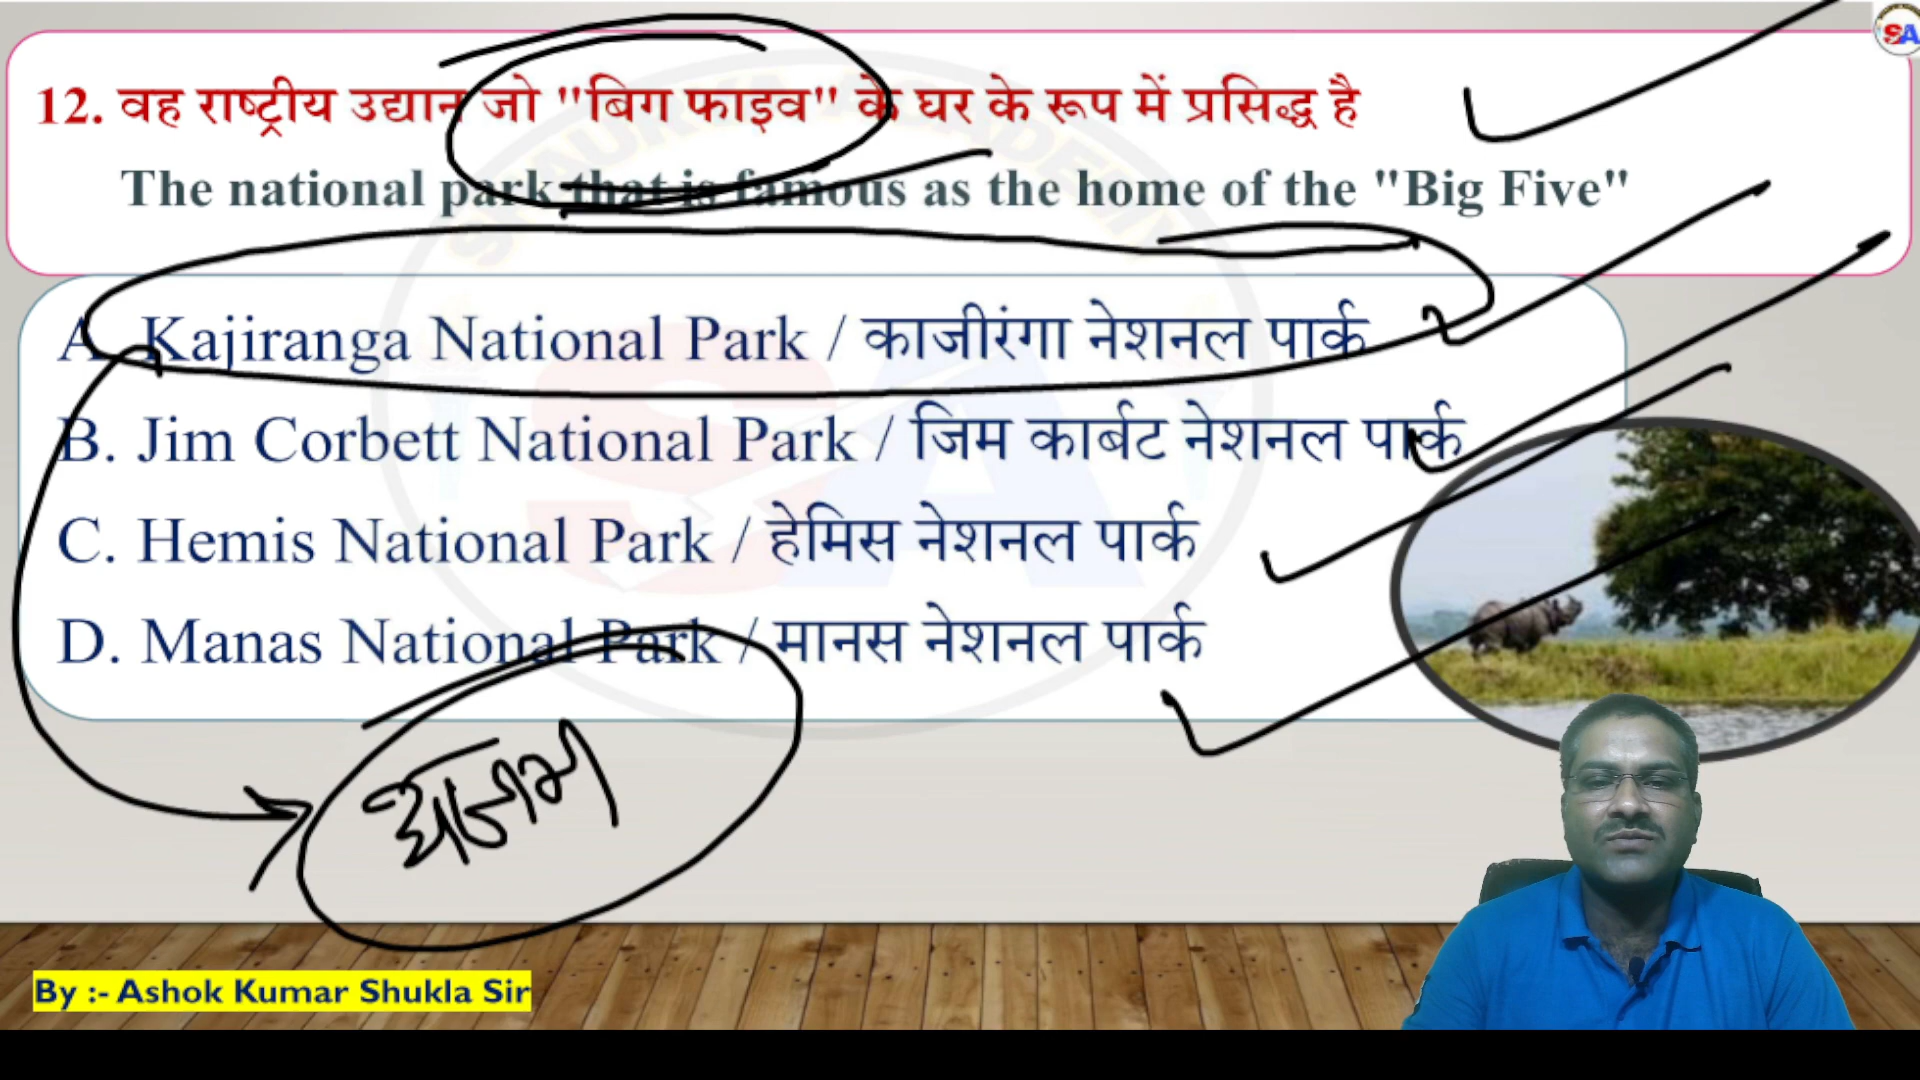 SA
12. वह राष्ट्रीय उद्यान जो "बिग फाइव" के घर के रूप में प्रसिद्ध है
The national park that is famous as the home of the "Big Five"
A. Kajiranga National Park / काजीरंगा नेशनल पार्क
B. Jim Corbett National Park / जिम कार्बेट नेशनल पार्क
C. Hemis National Park / हेमिस नेशनल पार्क
D. Manas National Park / मानस नेशनल पार्क
By :- Ashok Kumar Shukla Sir